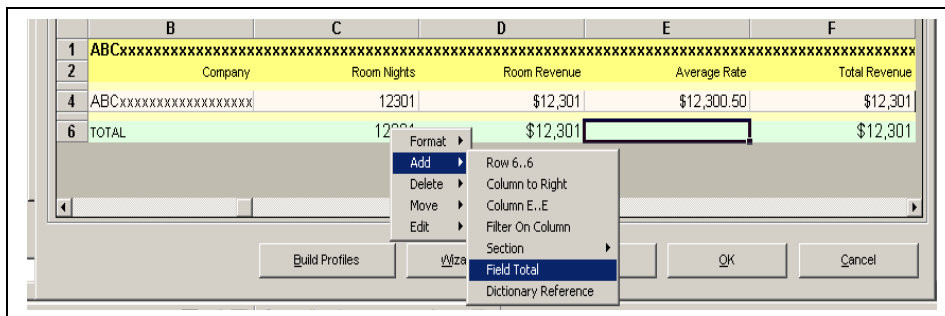 B C D E F
1 ABCxxxxxxxxxxxxxxxxxxxxxxxxxxxxxxxxxxxxxxxxxxxxxxxxxxxxxxxxxxxxxxxxxxxxxxxxxxxxxxxxxxxxxxxxxxxxxxxxx
2 Company Room Nights Room Revenue Average Rate Total Revenue
4 ABCxxxxxxxxxxxxxxxxxx 12301 $12,301 $12,300.50 $12,301
6 TOTAL $12,301 $12,301
Format
Add Row 6..6
Delete Column to Right
Move Column E..E
Edit Filter On Column
Section
Field Total
Dictionary Reference
Build Profiles OK Cancel